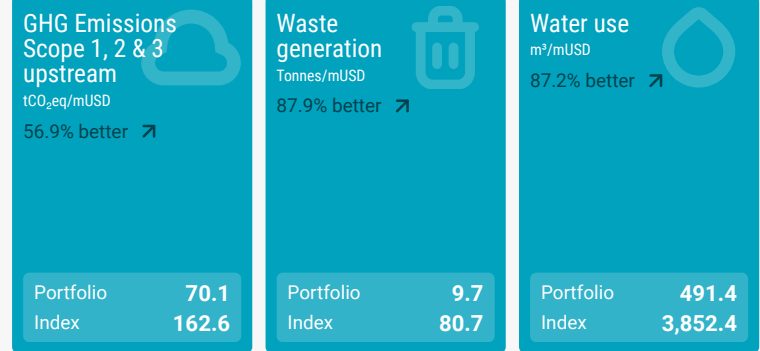 GHG Emissions
Scope 1, 2 & 3
upstream
tCO₂eq/mUSD
56.9% better
Portfolio 70.1
Index 162.6
Waste
generation
Tonnes/mUSD
87.9% better
Portfolio 9.7
Index 80.7
Water use
m³/mUSD
87.2% better
Portfolio 491.4
Index 3,852.4